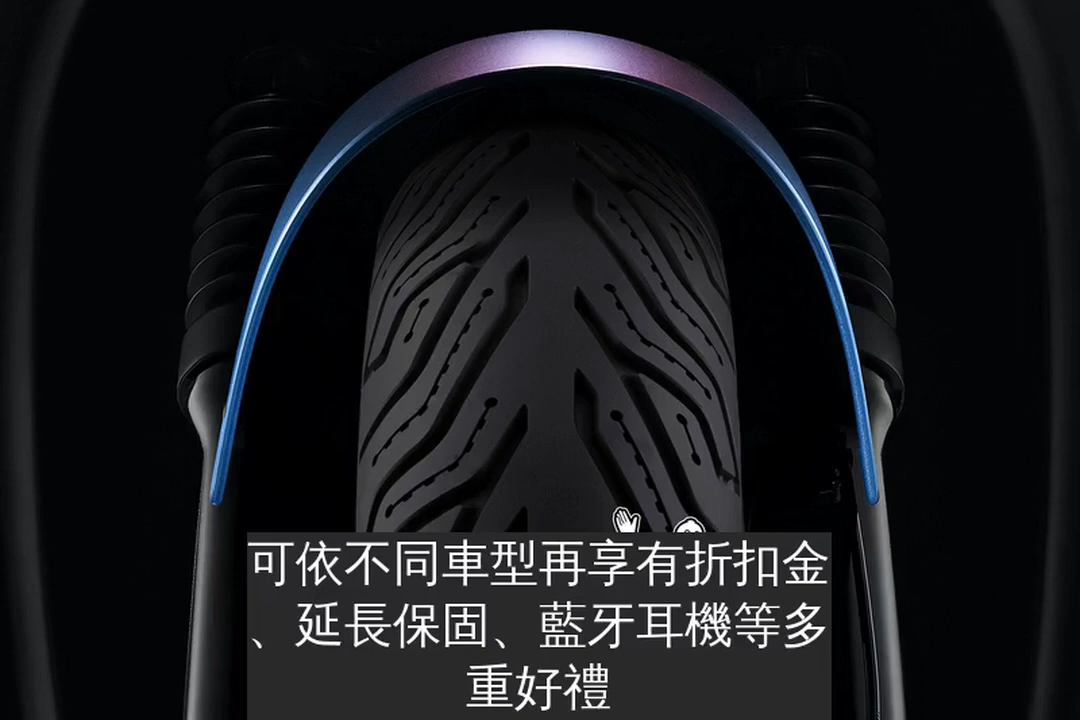 可依不同車型再享有折扣金
、延長保固、藍牙耳機等多
重好禮